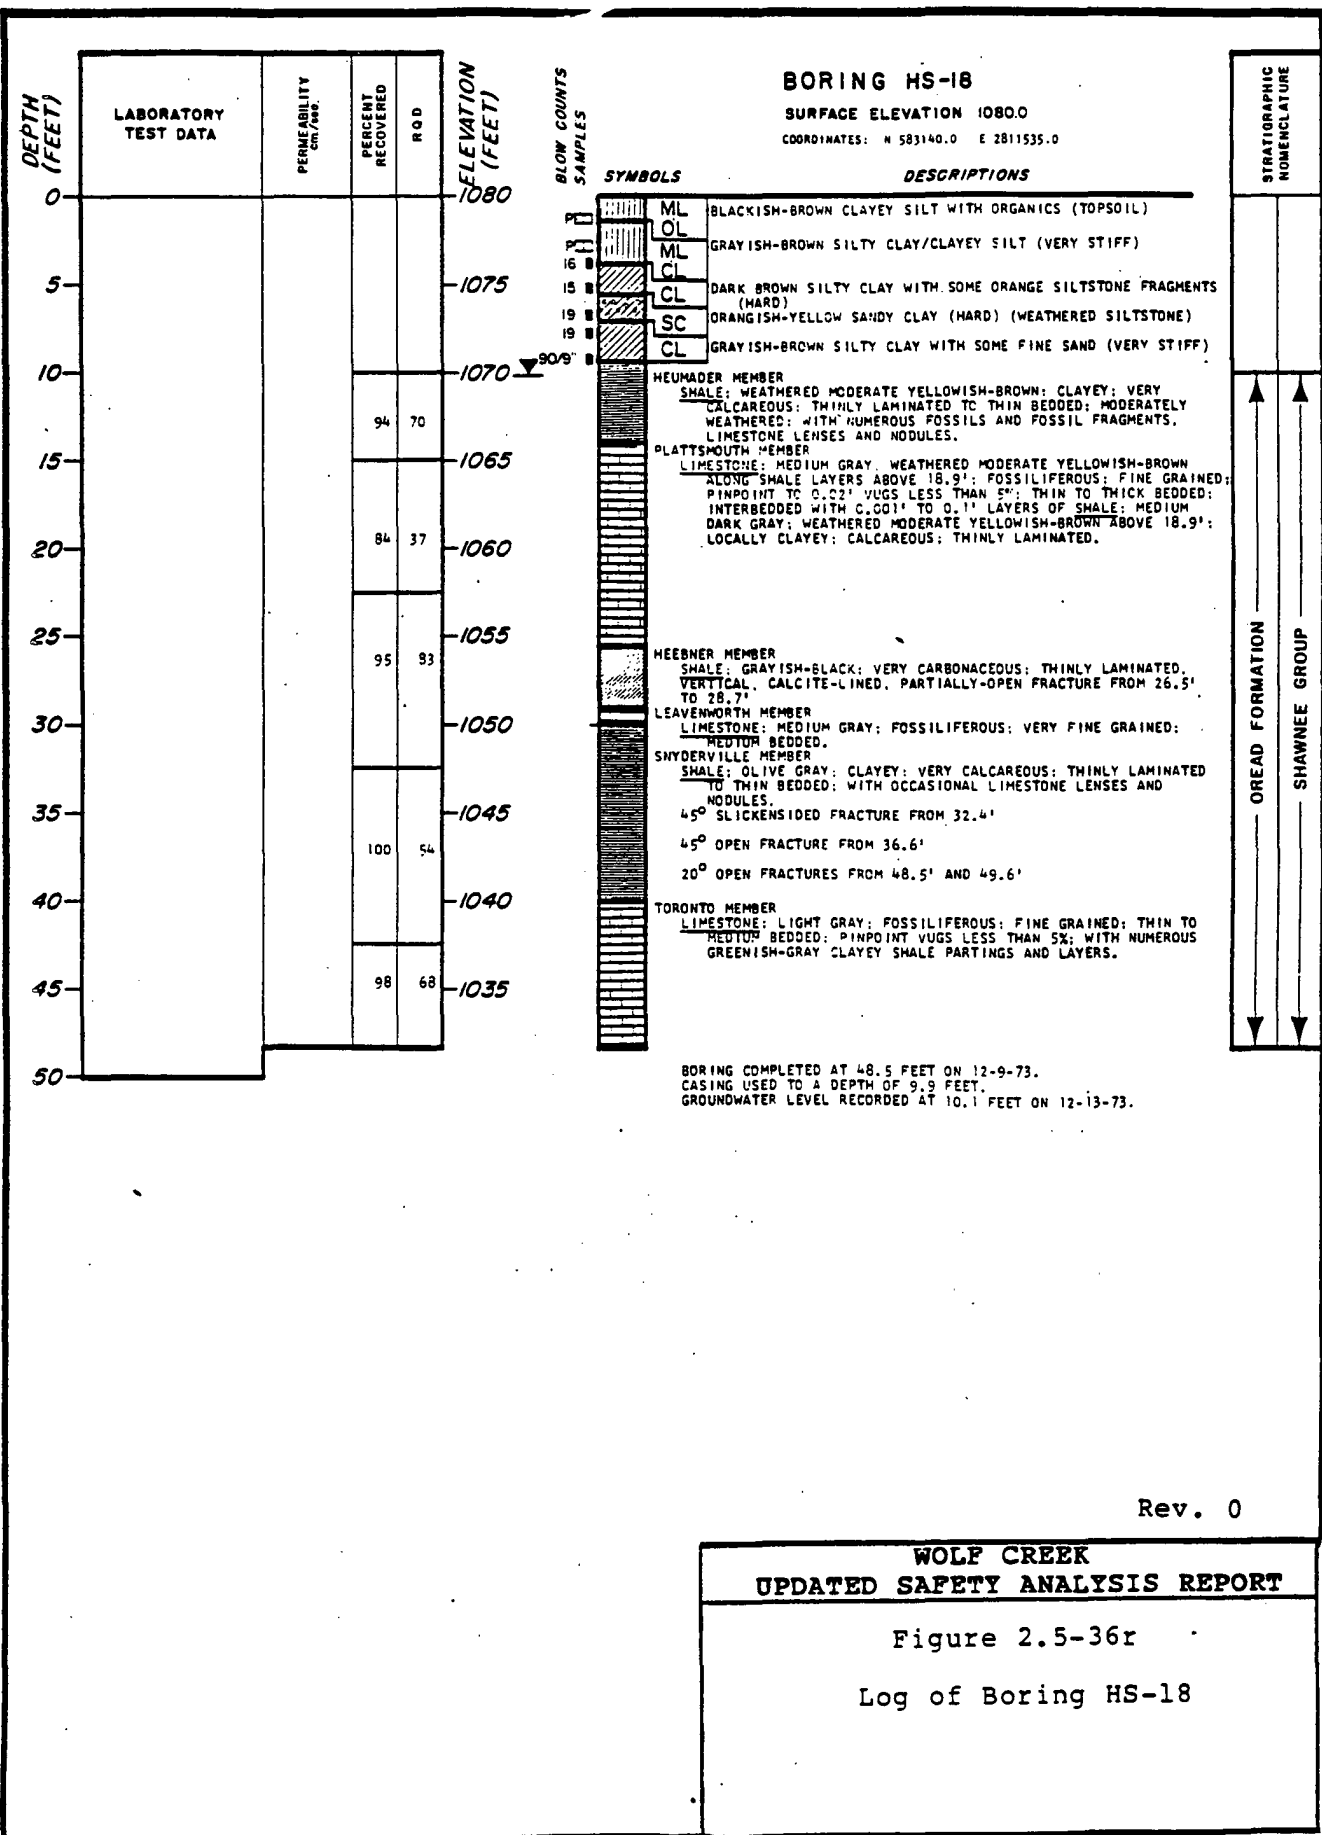 DEPTH
(FEET)
LABORATORY
TEST DATA
PERMEABILITY
cm/sec.
PERCENT
RECOVERED
RQD
ELEVATION
(FEET)
BLOW COUNTS
SAMPLES
BORING HS-18
SURFACE ELEVATION 1080.0
COORDINATES: N 583140.0 E 2811535.0
SYMBOLS
DESCRIPTIONS
STRATIGRAPHIC
NOMENCLATURE
0
1080
P
ML
BLACKISH-BROWN CLAYEY SILT WITH ORGANICS (TOPSOIL)
OL
P
ML
GRAYISH-BROWN SILTY CLAY/CLAYEY SILT (VERY STIFF)
16
CL
5
1075
15
CL
DARK BROWN SILTY CLAY WITH SOME ORANGE SILTSTONE FRAGMENTS
(HARD)
19
SC
ORANGISH-YELLOW SANDY CLAY (HARD) (WEATHERED SILTSTONE)
19
CL
GRAYISH-BROWN SILTY CLAY WITH SOME FINE SAND (VERY STIFF)
90/9"
10
1070
HEUMADER MEMBER
SHALE: WEATHERED MODERATE YELLOWISH-BROWN: CLAYEY: VERY
CALCAREOUS: THINLY LAMINATED TO THIN BEDDED: MODERATELY
WEATHERED: WITH NUMEROUS FOSSILS AND FOSSIL FRAGMENTS,
LIMESTONE LENSES AND NODULES.
94 70
15
1065
PLATTSMOUTH MEMBER
LIMESTONE: MEDIUM GRAY, WEATHERED MODERATE YELLOWISH-BROWN
ALONG SHALE LAYERS ABOVE 18.9': FOSSILIFEROUS: FINE GRAINED:
PINPOINT TO 0.02' VUGS LESS THAN 5%: THIN TO THICK BEDDED:
INTERBEDDED WITH 0.001' TO 0.1' LAYERS OF SHALE: MEDIUM
DARK GRAY: WEATHERED MODERATE YELLOWISH-BROWN ABOVE 18.9':
LOCALLY CLAYEY: CALCAREOUS: THINLY LAMINATED.
84 37
20
1060
25
1055
95 93
HEEBNER MEMBER
SHALE: GRAYISH-BLACK: VERY CARBONACEOUS: THINLY LAMINATED,
VERTICAL, CALCITE-LINED, PARTIALLY-OPEN FRACTURE FROM 26.5'
TO 28.7'
30
1050
LEAVENWORTH MEMBER
LIMESTONE: MEDIUM GRAY: FOSSILIFEROUS: VERY FINE GRAINED:
MEDIUM BEDDED.
SNYDERVILLE MEMBER
SHALE: OLIVE GRAY: CLAYEY: VERY CALCAREOUS: THINLY LAMINATED
TO THIN BEDDED: WITH OCCASIONAL LIMESTONE LENSES AND
NODULES.
35
1045
45° SLICKENSIDED FRACTURE FROM 32.4'
45° OPEN FRACTURE FROM 36.6'
20° OPEN FRACTURES FROM 48.5' AND 49.6'
100 54
40
1040
TORONTO MEMBER
LIMESTONE: LIGHT GRAY: FOSSILIFEROUS: FINE GRAINED: THIN TO
MEDIUM BEDDED: PINPOINT VUGS LESS THAN 5%: WITH NUMEROUS
GREENISH-GRAY CLAYEY SHALE PARTINGS AND LAYERS.
98 68
45
1035
OREAD FORMATION
SHAWNEE GROUP
50
BORING COMPLETED AT 48.5 FEET ON 12-9-73.
CASING USED TO A DEPTH OF 9.9 FEET.
GROUNDWATER LEVEL RECORDED AT 10.1 FEET ON 12-13-73.
Rev. 0
WOLF CREEK
UPDATED SAFETY ANALYSIS REPORT
Figure 2.5-36r
Log of Boring HS-18